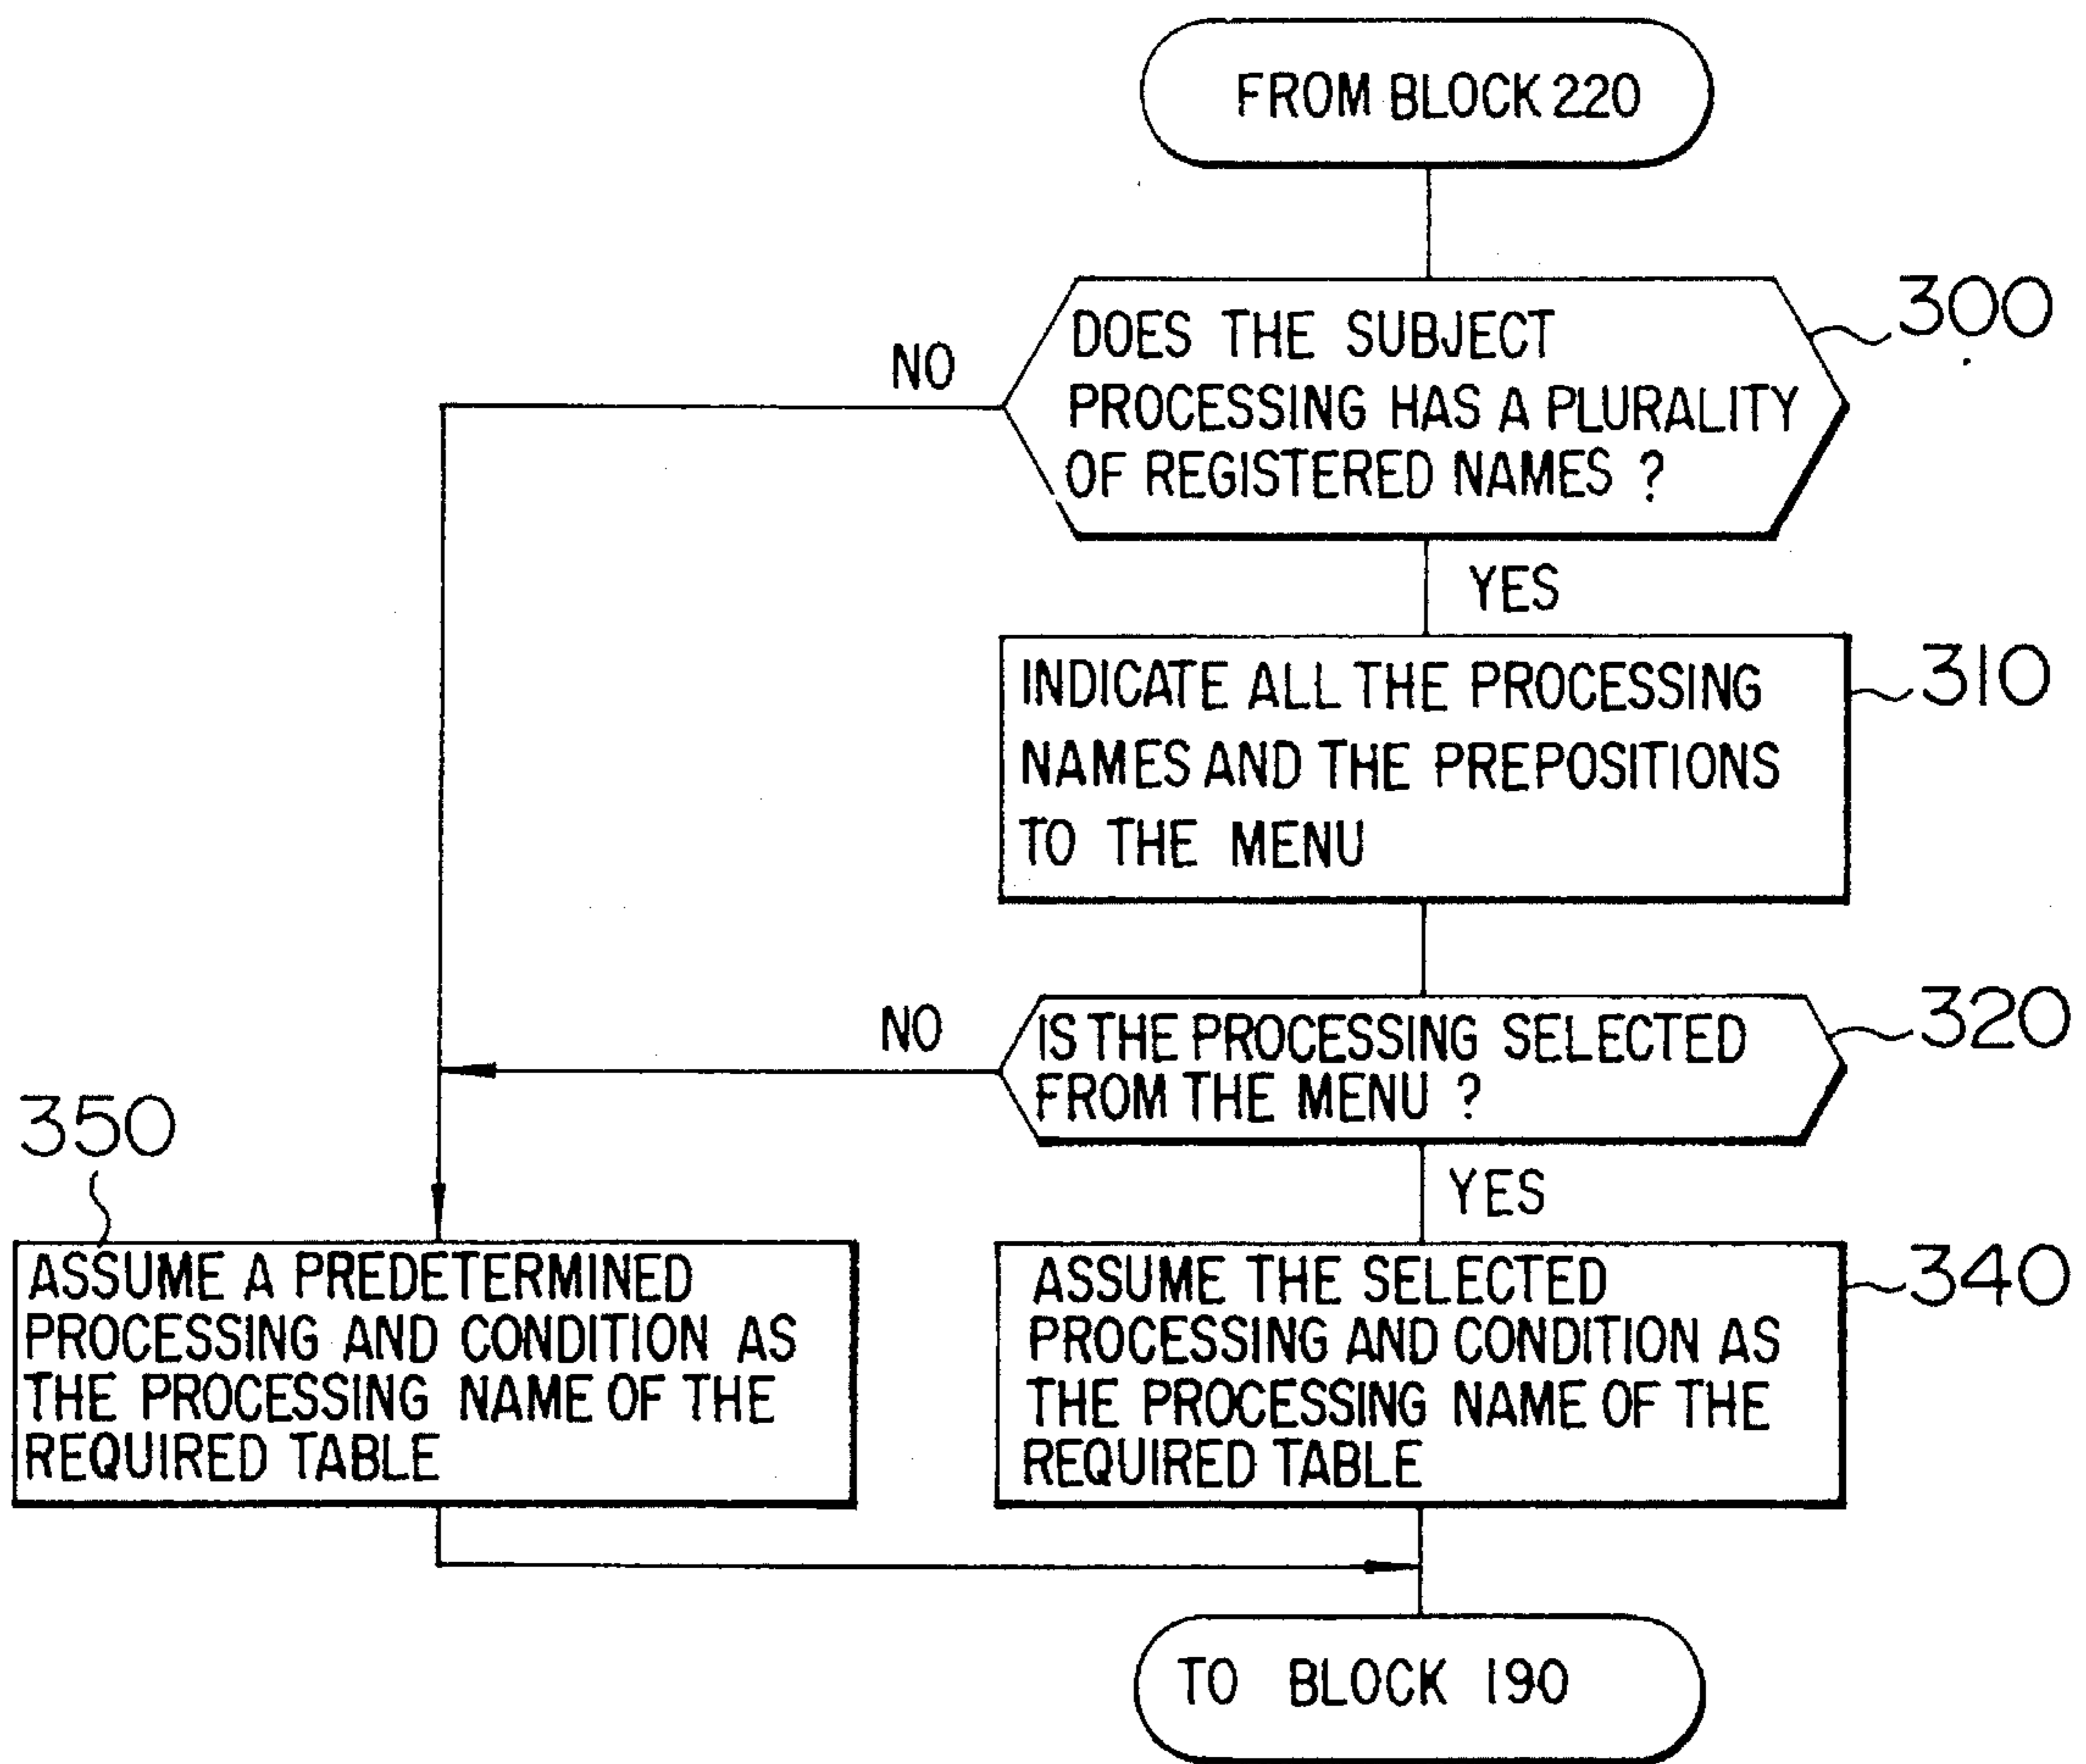 FROM BLOCK 220
300
DOES THE SUBJECT
PROCESSING HAS A PLURALITY
OF REGISTERED NAMES ?
NO
YES
310
INDICATE ALL THE PROCESSING
NAMES AND THE PREPOSITIONS
TO THE MENU
320
IS THE PROCESSING SELECTED
FROM THE MENU ?
NO
YES
350
ASSUME A PREDETERMINED
PROCESSING AND CONDITION AS
THE PROCESSING NAME OF THE
REQUIRED TABLE
340
ASSUME THE SELECTED
PROCESSING AND CONDITION AS
THE PROCESSING NAME OF THE
REQUIRED TABLE
TO BLOCK 190